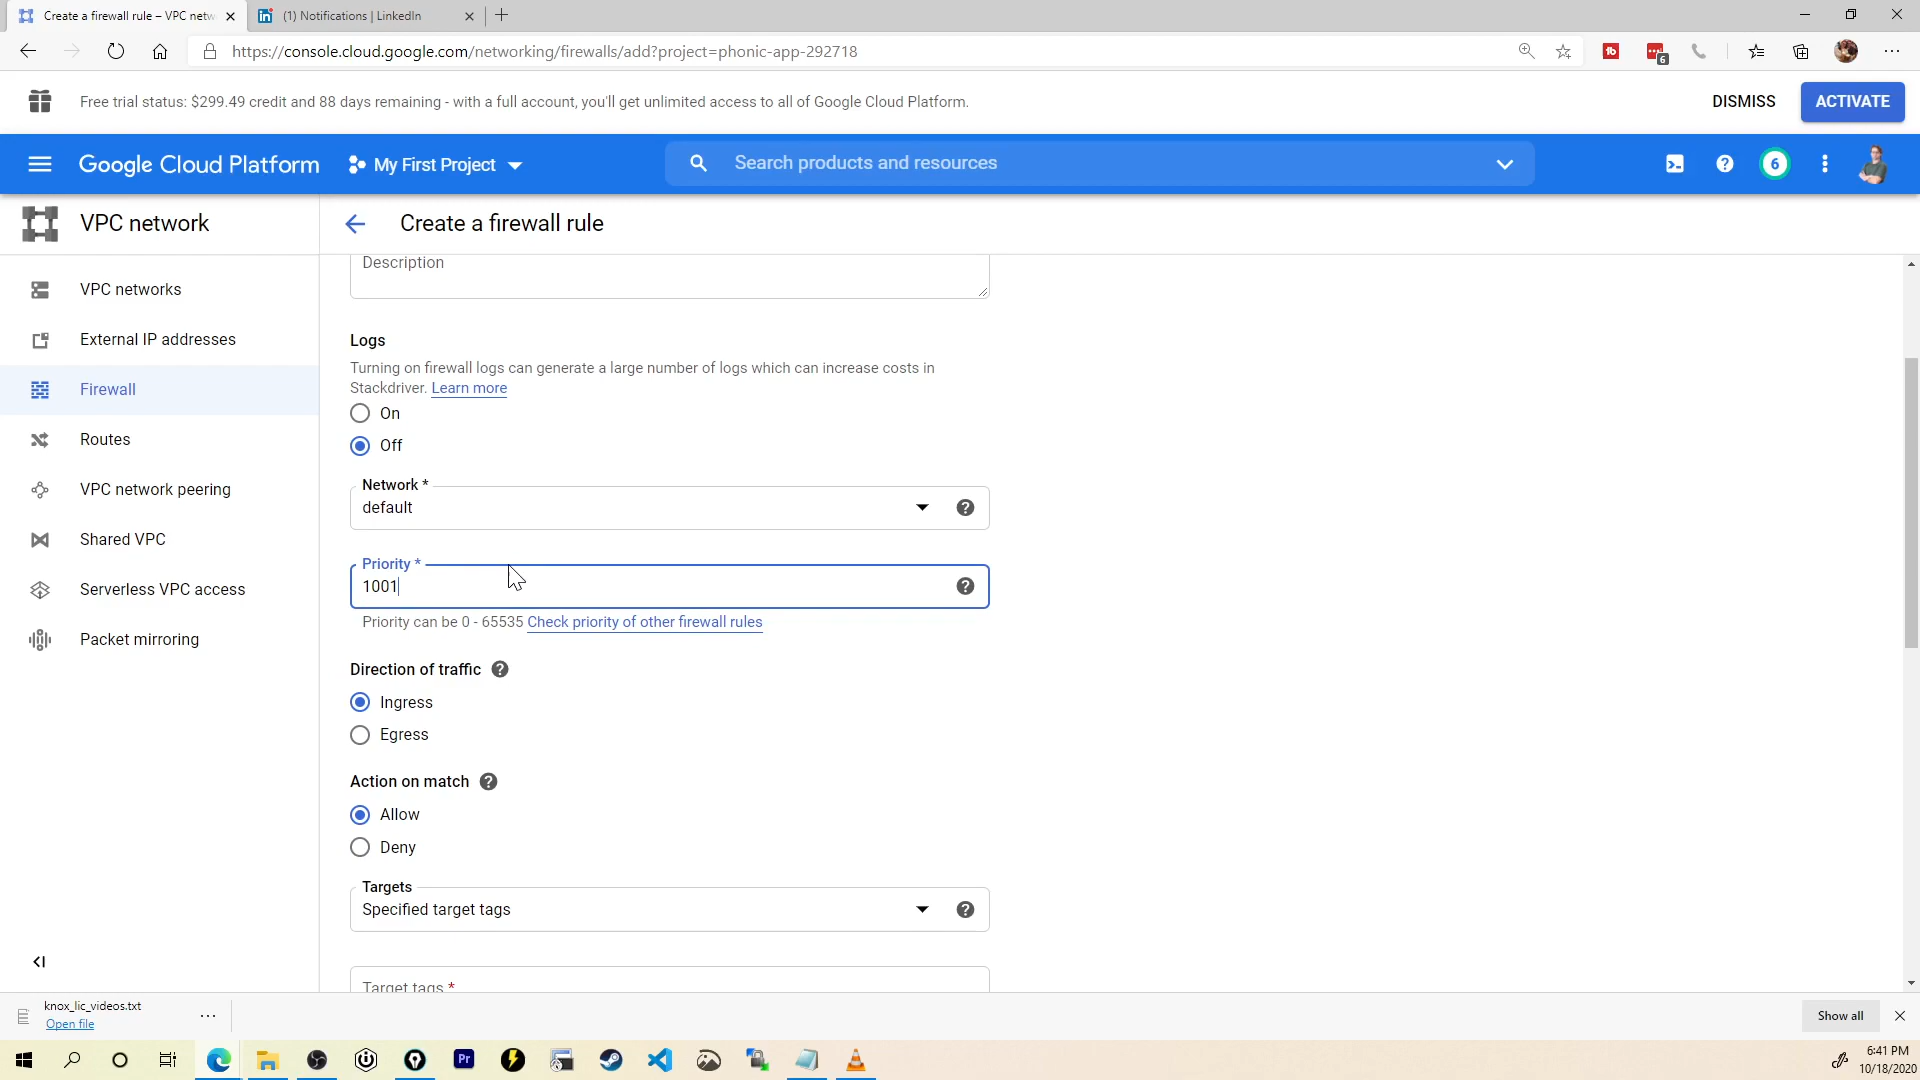 Create a firewall rule – VPC netw
(1) Notifications | LinkedIn
https://console.cloud.google.com/networking/firewalls/add?project=phonic-app-292718
6
Free trial status: $299.49 credit and 88 days remaining - with a full account, you'll get unlimited access to all of Google Cloud Platform.
DISMISS
ACTIVATE
Google Cloud Platform
My First Project
Search products and resources
6
VPC network
Create a firewall rule
VPC networks
External IP addresses
Firewall
Routes
VPC network peering
Shared VPC
Serverless VPC access
Packet mirroring
Description
Logs
Turning on firewall logs can generate a large number of logs which can increase costs in
Stackdriver. Learn more
On
Off
Network *
default
Priority *
1001
Priority can be 0 - 65535 Check priority of other firewall rules
Direction of traffic
Ingress
Egress
Action on match
Allow
Deny
Targets
Specified target tags
Target tags *
knox_lic_videos.txt
Open file
Show all
Pr
6:41 PM
10/18/2020